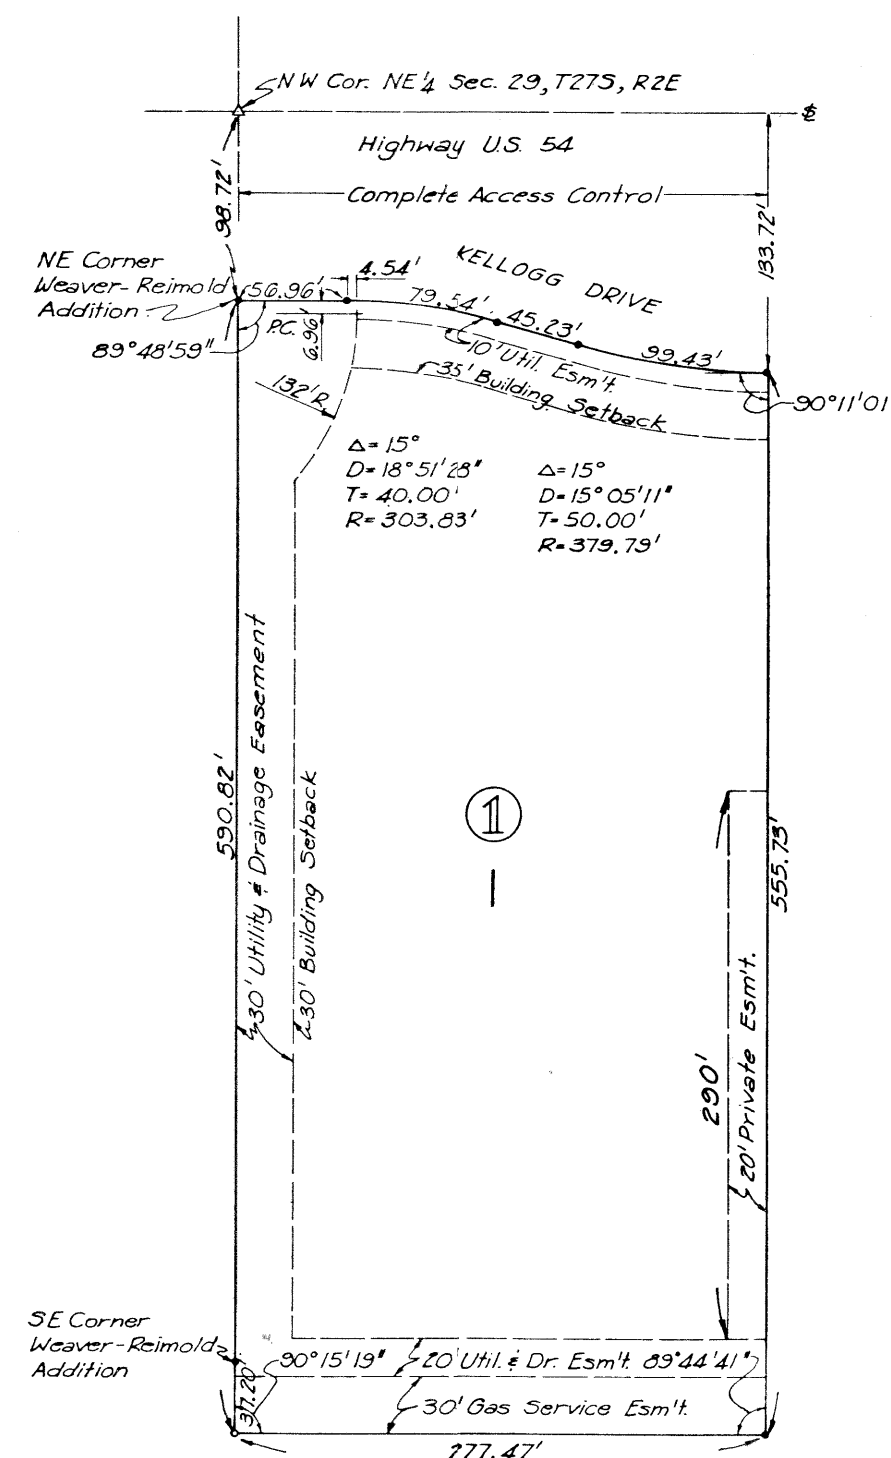 NW Cor. NE¼ Sec. 29, T27S, R2E
℄
Highway U.S. 54
Complete Access Control
98.72'
133.72'
NE Corner
Weaver-Reimold
Addition
56.96'
4.54'
KELLOGG DRIVE
79.54'
45.23'
99.43'
P.C.
6.96'
89°48'59"
10' Util. Esm't.
35' Building Setback
90°11'01
132' R.
Δ=15°
D=18°51'28"
T=40.00'
R=303.83'
Δ=15°
D=15°05'11"
T=50.00'
R=379.79'
590.82'
30' Utility & Drainage Easement
30' Building Setback
1
1
555.73'
290'
20' Private Esm't.
SE Corner
Weaver-Reimold
Addition
37.20'
90°15'19"
20' Util. & Dr. Esm't.
89°44'41"
30' Gas Service Esm't.
277.47'